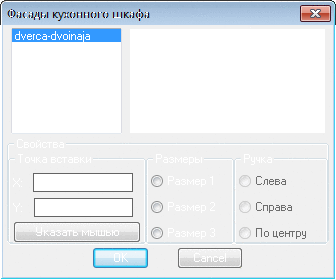 Фасады кухонного шкафа
dverca-dvoinaja
Свойства
Точка вставки
Размеры
Ручка
X
Размер 1
Слева
Y
Размер 2
Справа
Указать мышью
Размер 3
По центру
OK
Cancel